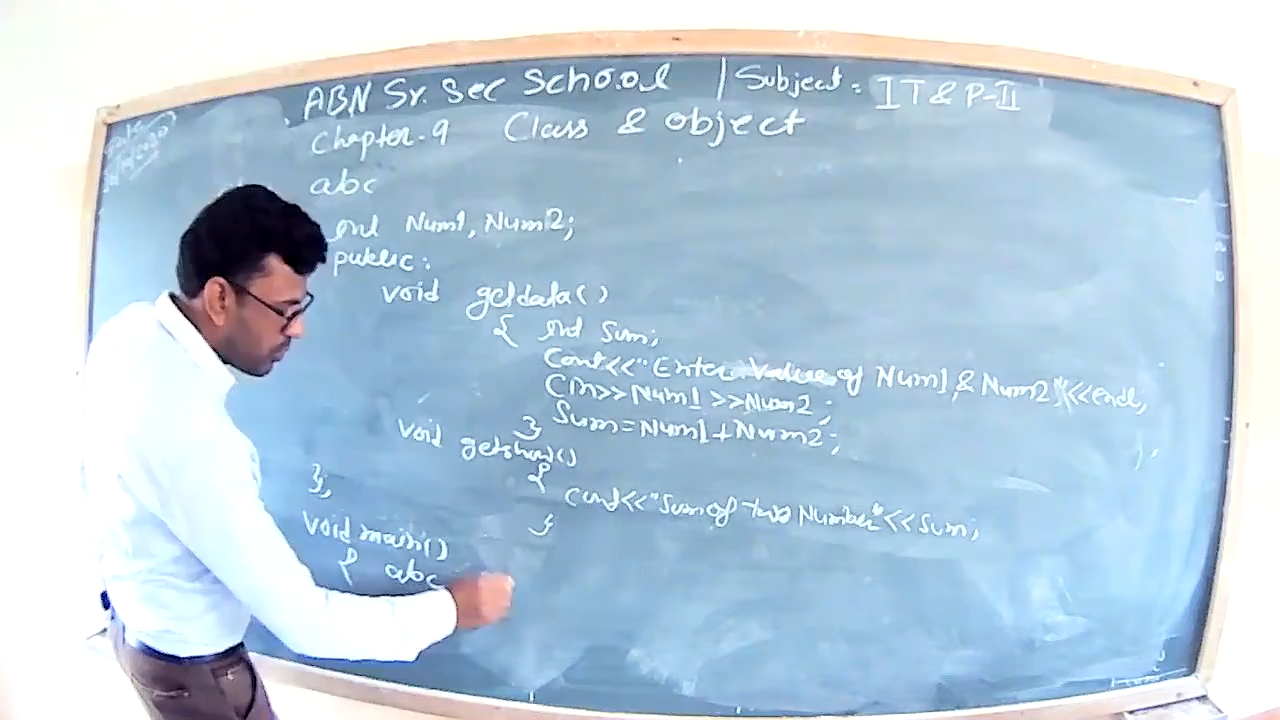 ABN Sr. Sec School | Subject: IT & P-II
Chapter-9 Class & object
abc
int Num1, Num2;
public:
void getdata()
{ int Sum;
Cout<<"Enter Value of Num1 & Num2"<<endl;
Cin>>Num1>>Num2;
Sum=Num1+Num2;
}
void getshow()
{
Cout<<"Sum of two Number"<<Sum;
}
};
void main()
{ abc